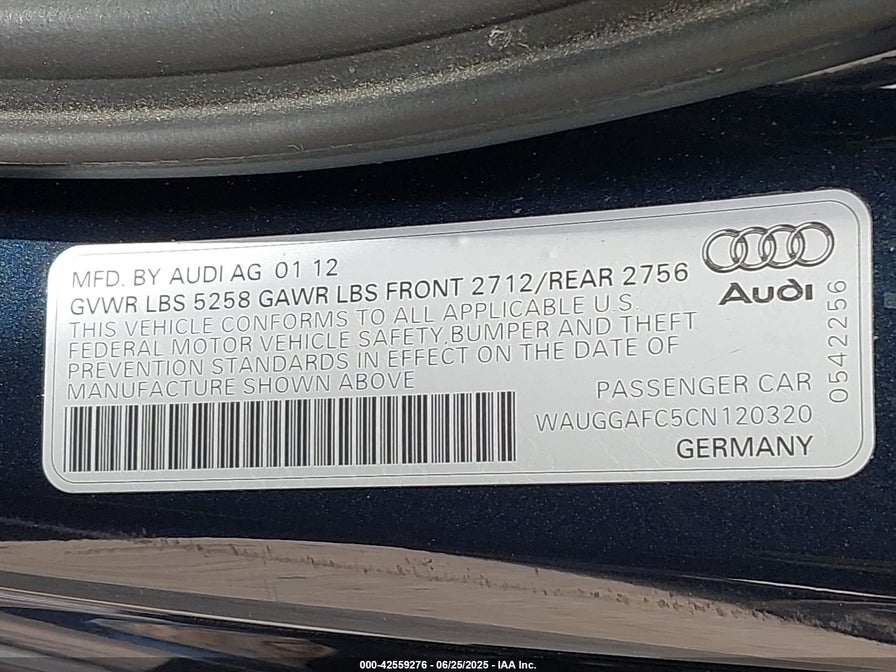 MFD. BY AUDI AG 01 12
GVWR LBS 5258 GAWR LBS FRONT 2712/REAR 2756
THIS VEHICLE CONFORMS TO ALL APPLICABLE U.S.
FEDERAL MOTOR VEHICLE SAFETY,BUMPER AND THEFT
PREVENTION STANDARDS IN EFFECT ON THE DATE OF
MANUFACTURE SHOWN ABOVE
Audi
0542256
PASSENGER CAR
WAUGGAFC5CN120320
GERMANY
000-42559276 - 06/25/2025 - IAA Inc.